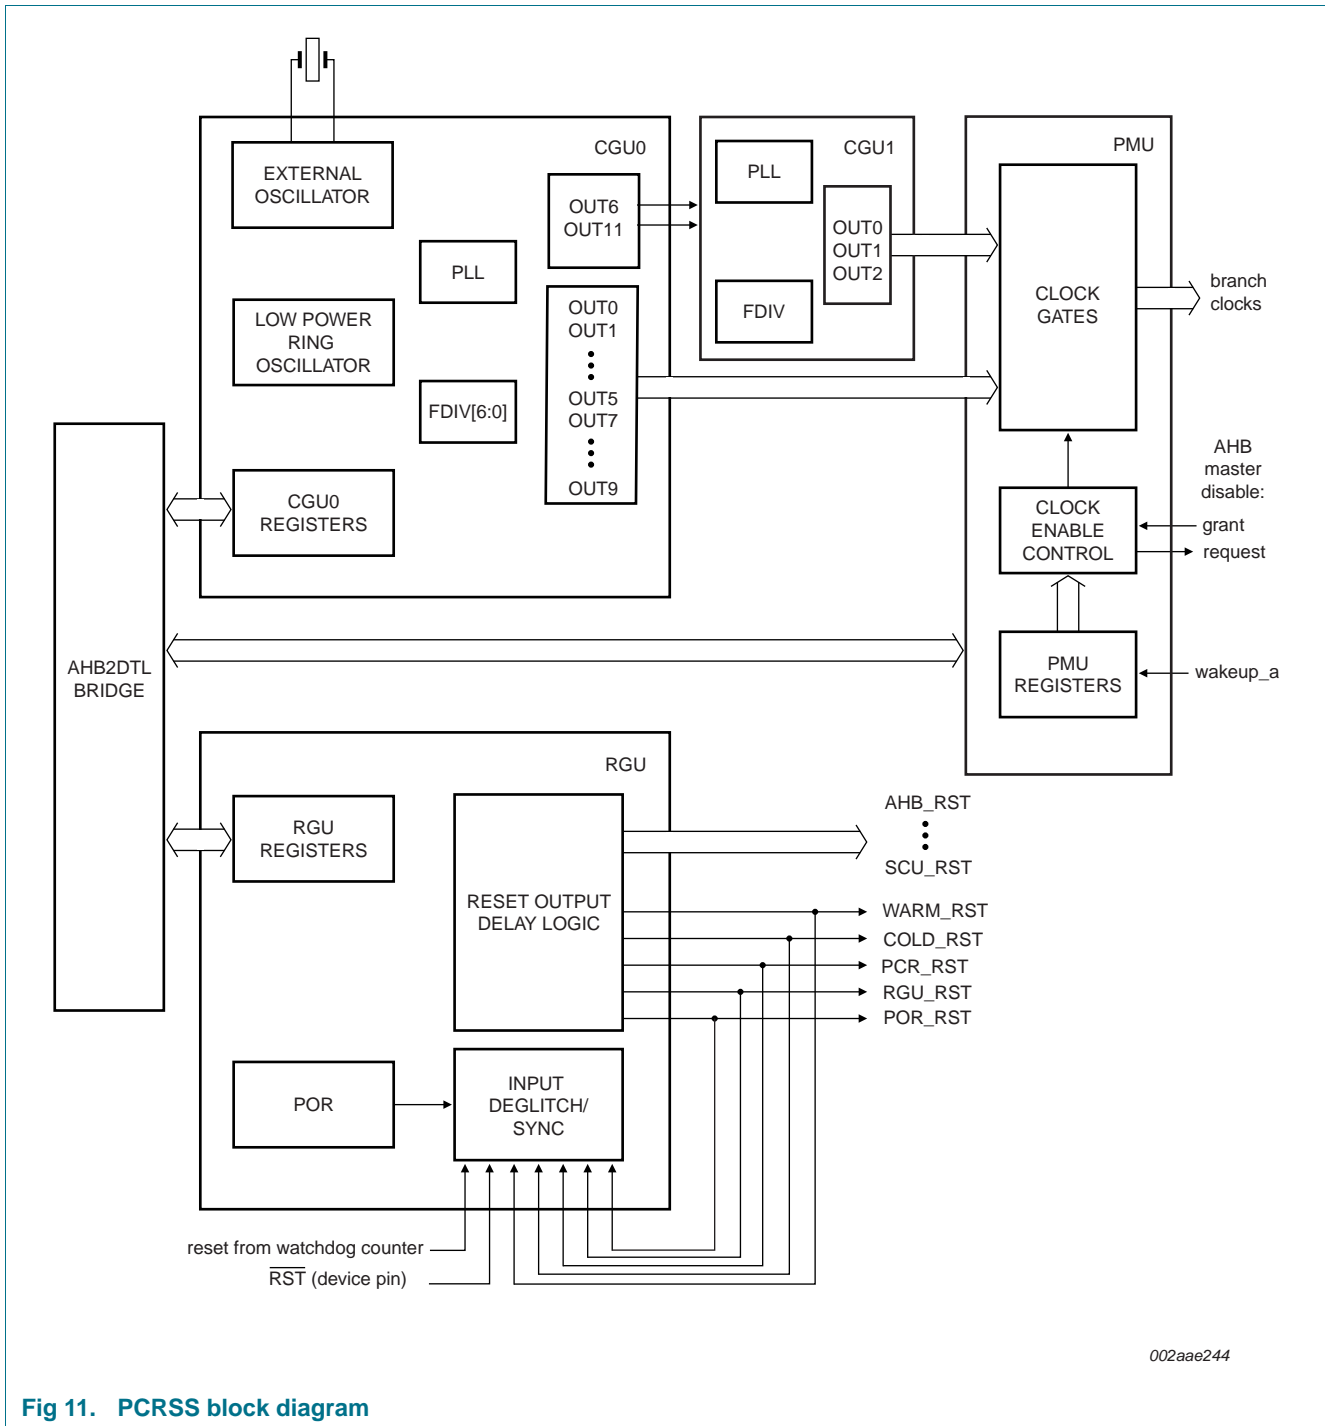 CGU0
EXTERNAL
OSCILLATOR
LOW POWER
RING
OSCILLATOR
CGU0
REGISTERS
PLL
FDIV[6:0]
OUT6
OUT11
OUT0
OUT1
OUT5
OUT7
OUT9
CGU1
PLL
FDIV
OUT0
OUT1
OUT2
PMU
CLOCK
GATES
branch
clocks
AHB
master
disable:
grant
request
CLOCK
ENABLE
CONTROL
PMU
REGISTERS
wakeup_a
AHB2DTL
BRIDGE
RGU
RGU
REGISTERS
RESET OUTPUT
DELAY LOGIC
AHB_RST
SCU_RST
WARM_RST
COLD_RST
PCR_RST
RGU_RST
POR_RST
POR
INPUT
DEGLITCH/
SYNC
reset from watchdog counter
RST (device pin)
002aae244
Fig 11. PCRSS block diagram